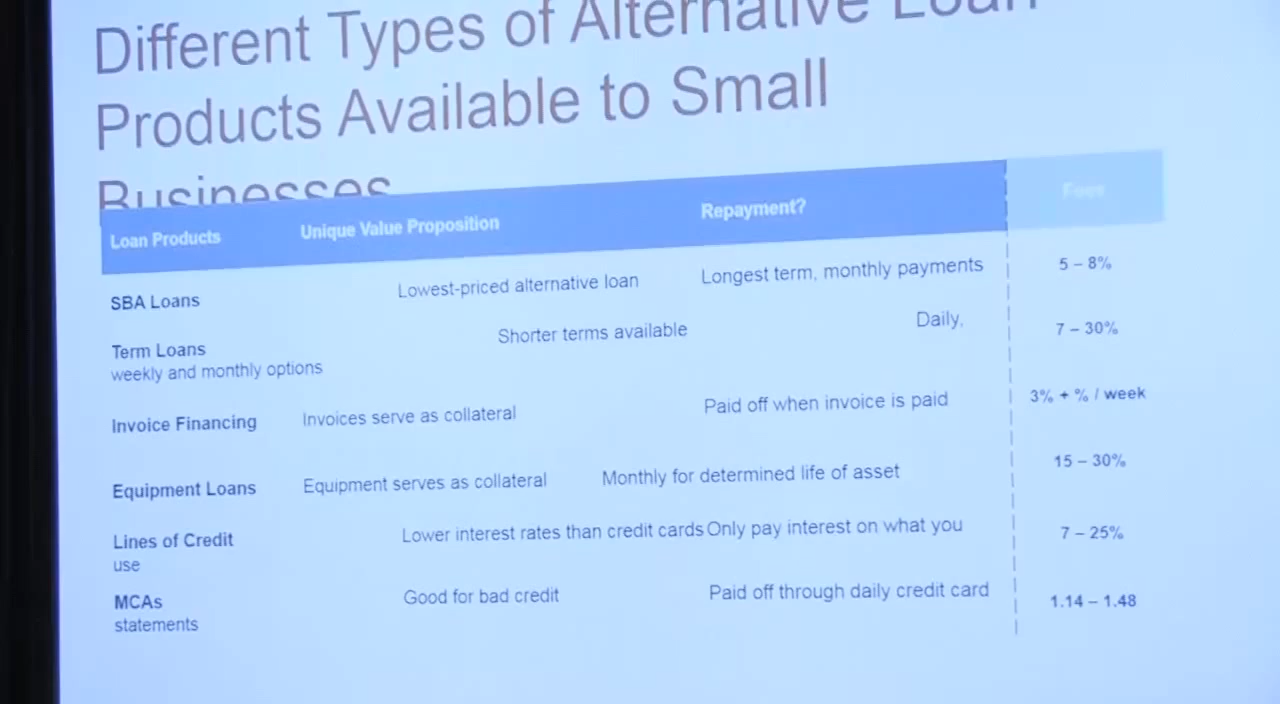 Different Types of Alternative Loan
Products Available to Small
Businesses
Loan Products Unique Value Proposition Repayment? Fees
SBA Loans Lowest-priced alternative loan Longest term, monthly payments 5 – 8%
Term Loans Shorter terms available Daily, 7 – 30%
weekly and monthly options
Invoice Financing Invoices serve as collateral Paid off when invoice is paid 3% + % / week
Equipment Loans Equipment serves as collateral Monthly for determined life of asset 15 – 30%
Lines of Credit Lower interest rates than credit cards Only pay interest on what you 7 – 25%
use
MCAs Good for bad credit Paid off through daily credit card 1.14 – 1.48
statements